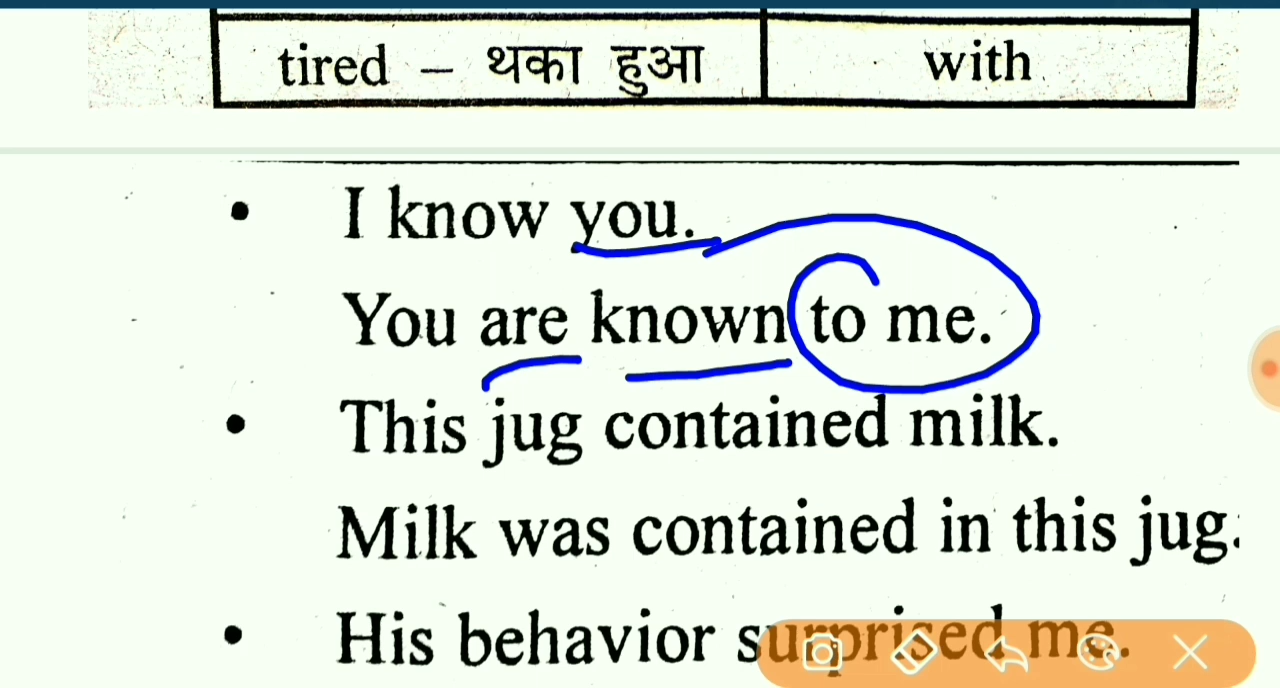 tired – थका हुआ with
• I know you.
You are known to me.
• This jug contained milk.
Milk was contained in this jug.
• His behavior surprised me.